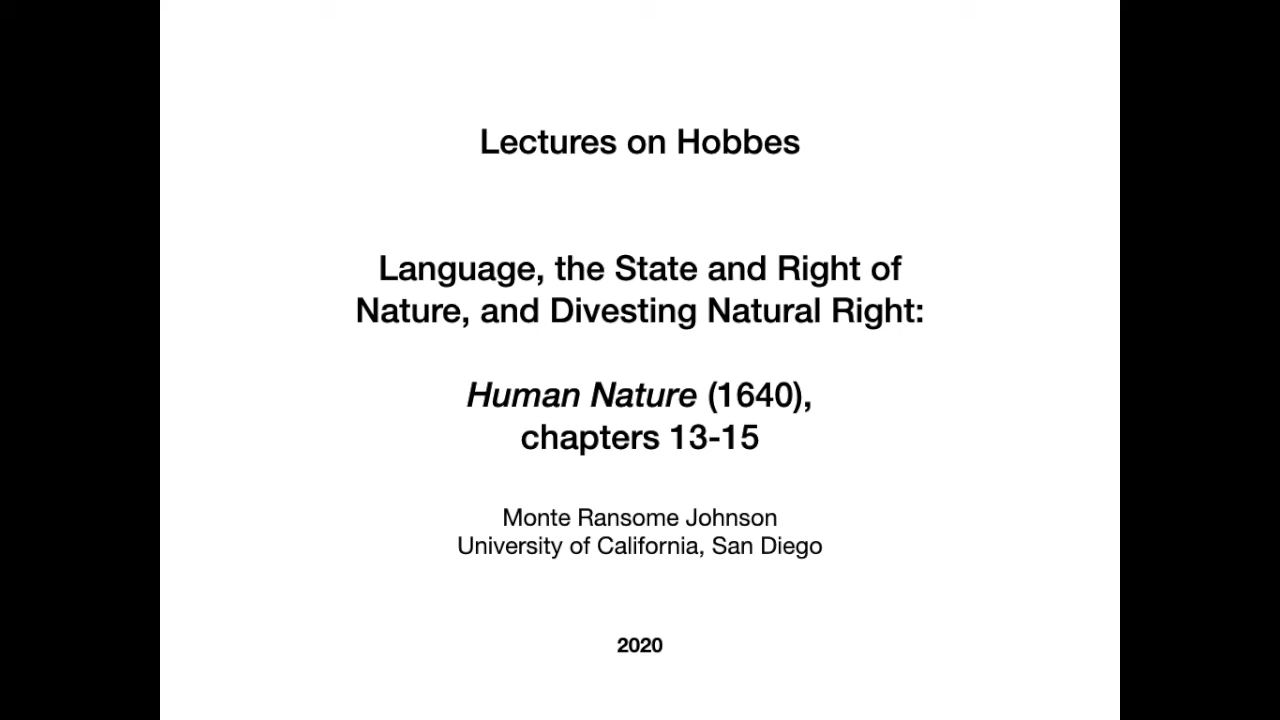 Lectures on Hobbes
Language, the State and Right of
Nature, and Divesting Natural Right:
Human Nature (1640),
chapters 13-15
Monte Ransome Johnson
University of California, San Diego
2020